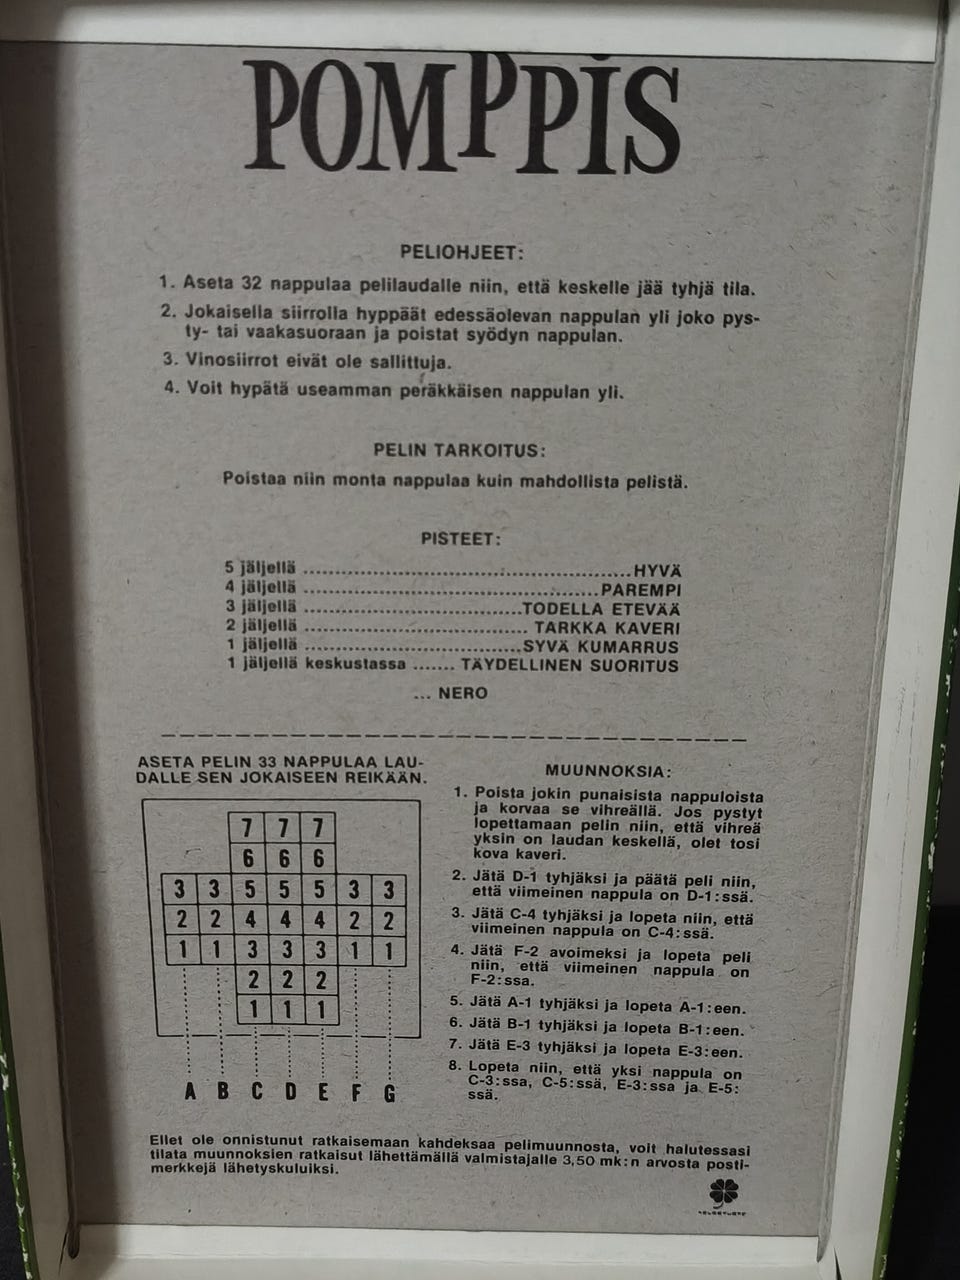 POMPPIS
PELIOHJEET:
1. Aseta 32 nappulaa pelilaudalle niin, että keskelle jää tyhjä tila.
2. Jokaisella siirrolla hyppäät edessäolevan nappulan yli joko pys-
ty- tai vaakasuoraan ja poistat syödyn nappulan.
3. Vinosiirrot eivät ole sallittuja.
4. Voit hypätä useamman peräkkäisen nappulan yli.
PELIN TARKOITUS:
Poistaa niin monta nappulaa kuin mahdollista pelistä.
PISTEET:
5 jäljellä ........................................................HYVÄ
4 jäljellä ..................................................PAREMPI
3 jäljellä .....................................TODELLA ETEVÄÄ
2 jäljellä ...................................... TARKKA KAVERI
1 jäljellä .....................................SYVÄ KUMARRUS
1 jäljellä keskustassa ....... TÄYDELLINEN SUORITUS
... NERO
ASETA PELIN 33 NAPPULAA LAU-
DALLE SEN JOKAISEEN REIKÄÄN.
7 7 7
6 6 6
3 3 5 5 5 3 3
2 2 4 4 4 2 2
1 1 3 3 3 1 1
2 2 2
1 1 1
A B C D E F G
MUUNNOKSIA:
1. Poista jokin punaisista nappuloista
ja korvaa se vihreällä. Jos pystyt
lopettamaan pelin niin, että vihreä
yksin on laudan keskellä, olet tosi
kova kaveri.
2. Jätä D-1 tyhjäksi ja päätä peli niin,
että viimeinen nappula on D-1:ssä.
3. Jätä C-4 tyhjäksi ja lopeta niin, että
viimeinen nappula on C-4:ssä.
4. Jätä F-2 avoimeksi ja lopeta peli
niin, että viimeinen nappula on
F-2:ssa.
5. Jätä A-1 tyhjäksi ja lopeta A-1:een.
6. Jätä B-1 tyhjäksi ja lopeta B-1:een.
7. Jätä E-3 tyhjäksi ja lopeta E-3:een.
8. Lopeta niin, että yksi nappula on
C-3:ssa, C-5:ssä, E-3:ssa ja E-5:
ssä.
Ellet ole onnistunut ratkaisemaan kahdeksaa pelimuunnosta, voit halutessasi
tilata muunnoksien ratkaisut lähettämällä valmistajalle 3,50 mk:n arvosta posti-
merkkejä lähetyskuluiksi.